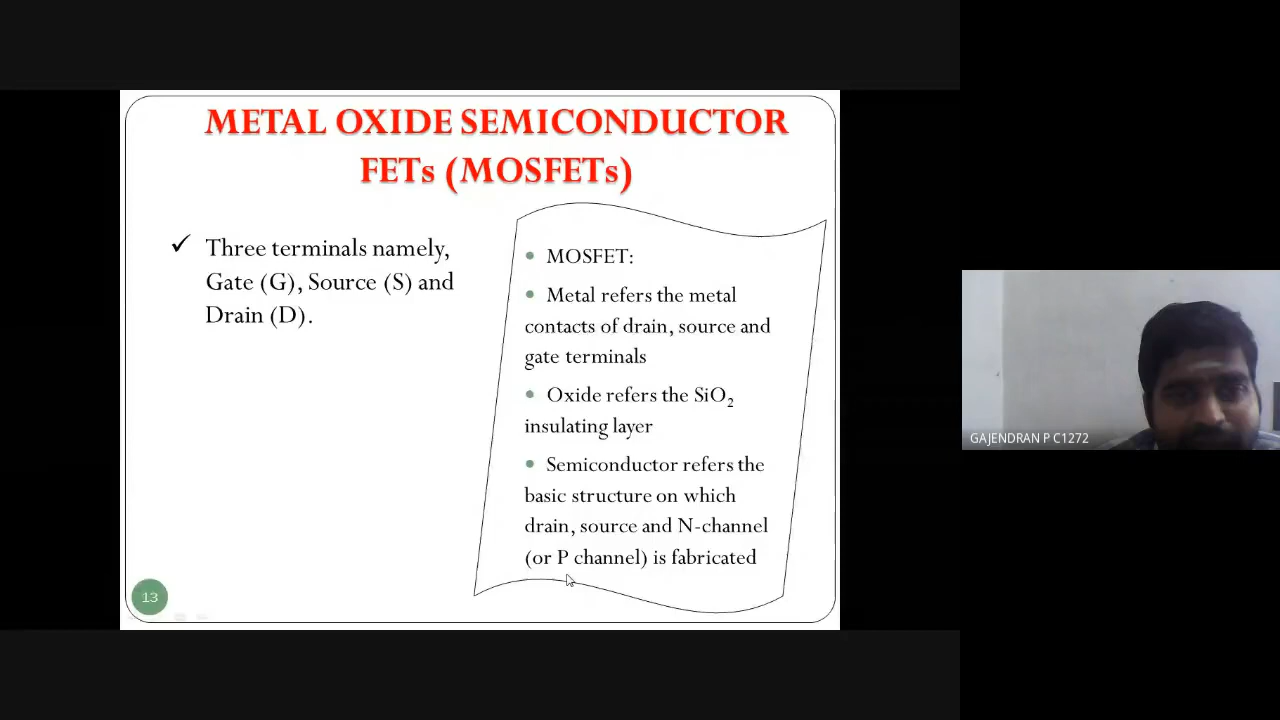 METAL OXIDE SEMICONDUCTOR
FETs (MOSFETs)
✓ Three terminals namely,
Gate (G), Source (S) and
Drain (D).
• MOSFET:
• Metal refers the metal
contacts of drain, source and
gate terminals
• Oxide refers the SiO₂
insulating layer
• Semiconductor refers the
basic structure on which
drain, source and N-channel
(or P channel) is fabricated
13
GAJENDRAN P C1272